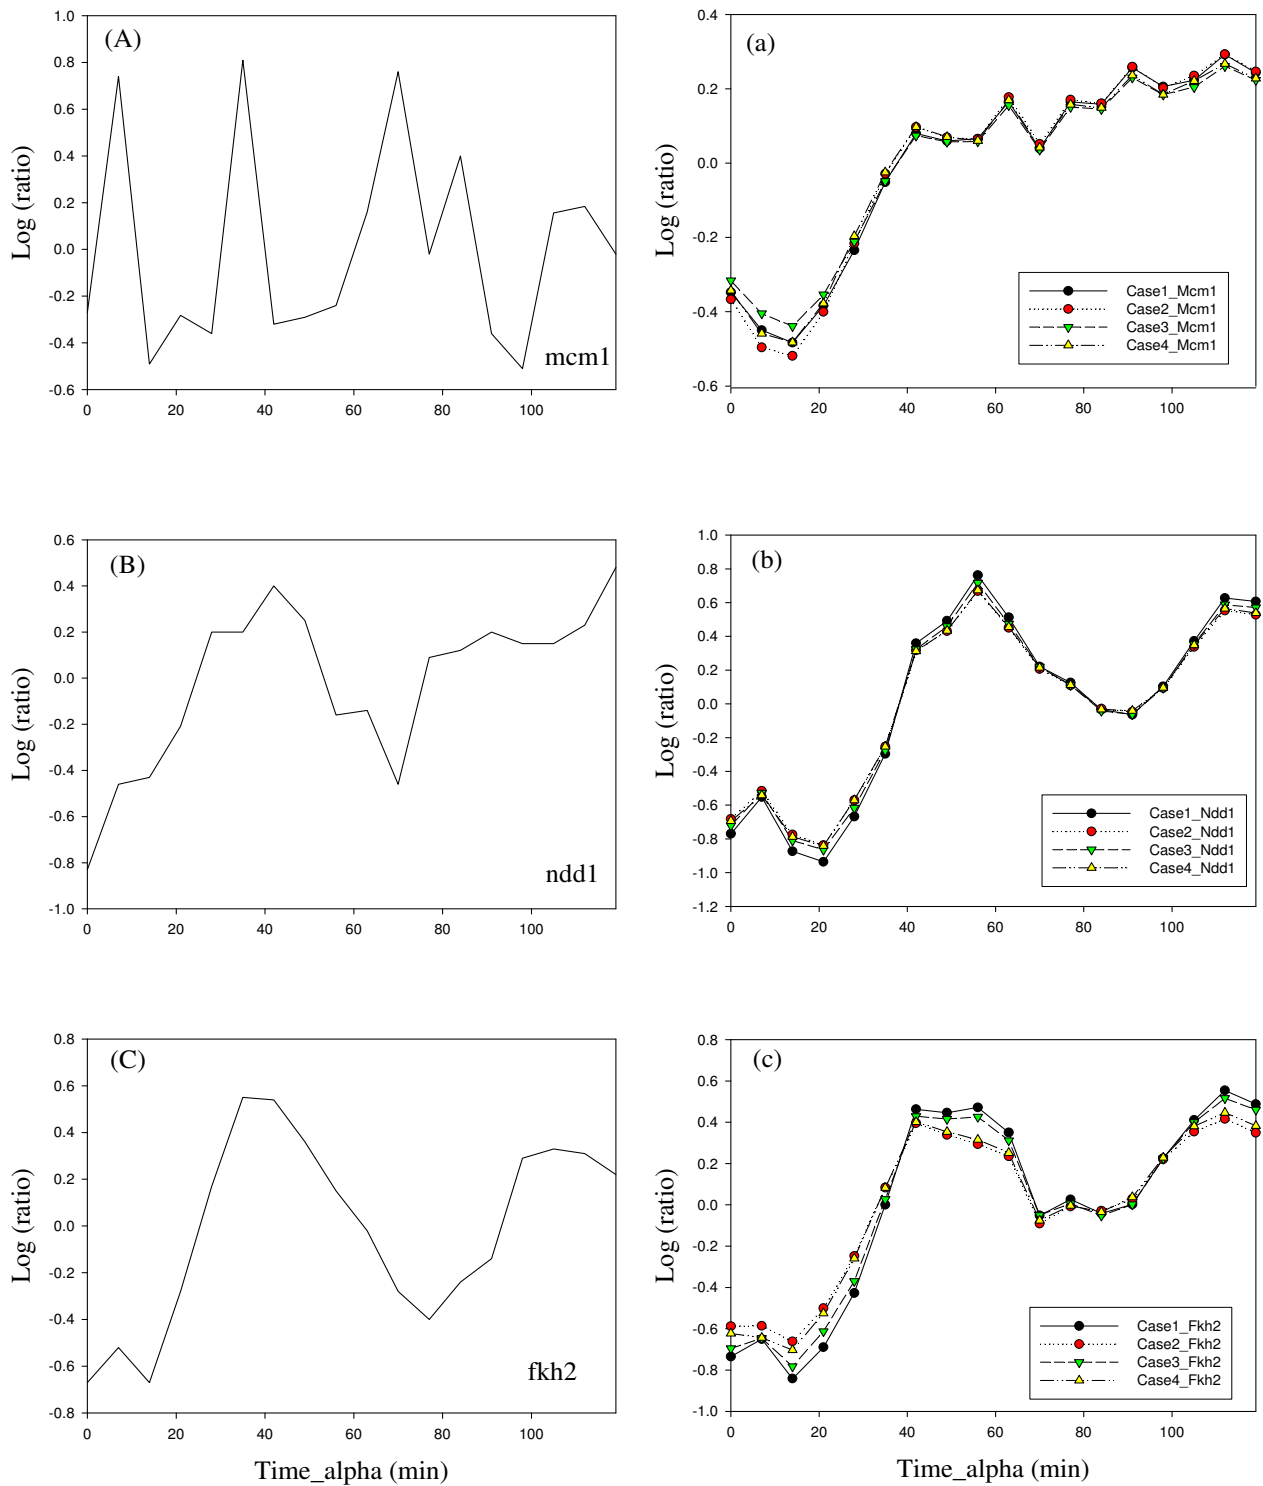 (A)
Log (ratio)
1.0
0.8
0.6
0.4
0.2
0.0
-0.2
-0.4
-0.6
0 20 40 60 80 100
mcm1
(a)
Log (ratio)
0.4
0.2
0.0
-0.2
-0.4
-0.6
0 20 40 60 80 100
Case1_Mcm1
Case2_Mcm1
Case3_Mcm1
Case4_Mcm1
(B)
Log (ratio)
0.6
0.4
0.2
0.0
-0.2
-0.4
-0.6
-0.8
-1.0
0 20 40 60 80 100
ndd1
(b)
Log (ratio)
1.0
0.8
0.6
0.4
0.2
0.0
-0.2
-0.4
-0.6
-0.8
-1.0
-1.2
0 20 40 60 80 100
Case1_Ndd1
Case2_Ndd1
Case3_Ndd1
Case4_Ndd1
(C)
Log (ratio)
0.8
0.6
0.4
0.2
0.0
-0.2
-0.4
-0.6
-0.8
0 20 40 60 80 100
fkh2
Time_alpha (min)
(c)
Log (ratio)
0.8
0.6
0.4
0.2
0.0
-0.2
-0.4
-0.6
-0.8
-1.0
0 20 40 60 80 100
Case1_Fkh2
Case2_Fkh2
Case3_Fkh2
Case4_Fkh2
Time_alpha (min)